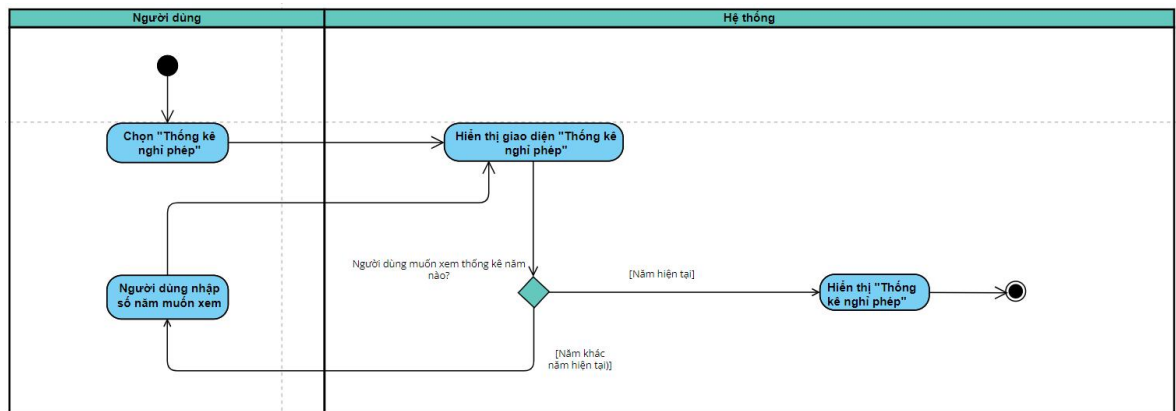 Người dùng
Hệ thống
Chọn "Thống kê
nghỉ phép"
Hiển thị giao diện "Thống kê
nghỉ phép"
Người dùng muốn xem thống kê năm
nào?
[Năm hiện tại]
Người dùng nhập
số năm muốn xem
Hiển thị "Thống
kê nghỉ phép"
[Năm khác
năm hiện tại)]